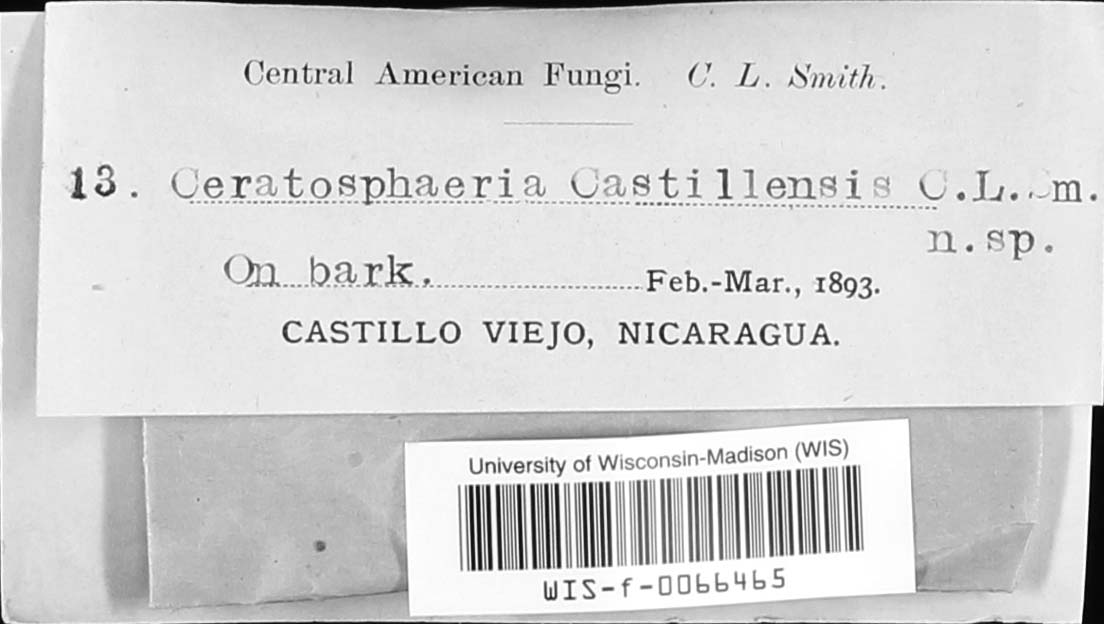 Central American Fungi. C. L. Smith.
13. Ceratosphaeria Castillensis C.L.Sm.
n.sp.
On bark. Feb.-Mar., 1893.
CASTILLO VIEJO, NICARAGUA.
University of Wisconsin-Madison (WIS)
WIS-f-0066465